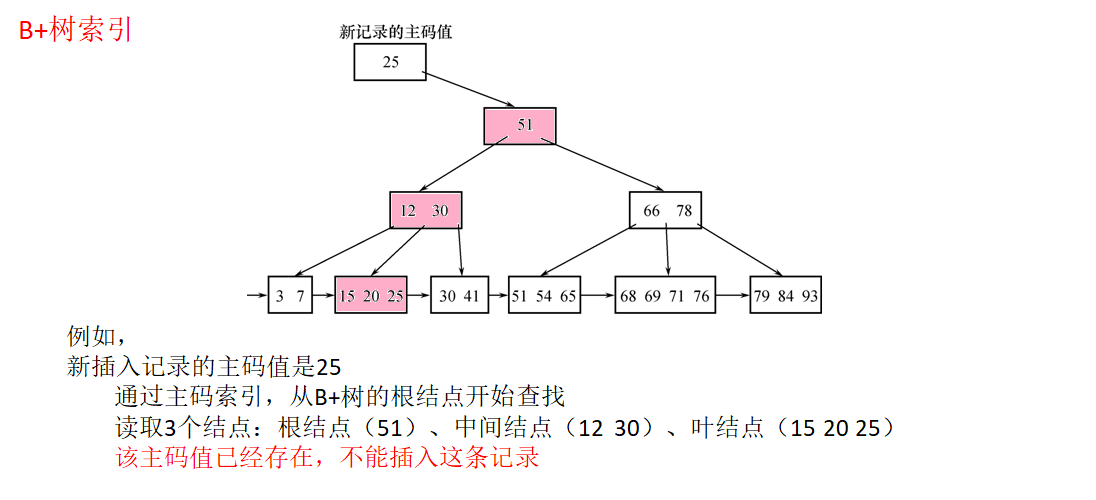 B+树索引
新记录的主码值
25
51
12 30
66 78
3 7
15 20 25
30 41
51 54 65
68 69 71 76
79 84 93
例如，
新插入记录的主码值是25
通过主码索引，从B+树的根结点开始查找
读取3个结点：根结点（51）、中间结点（12 30）、叶结点（15 20 25）
该主码值已经存在，不能插入这条记录